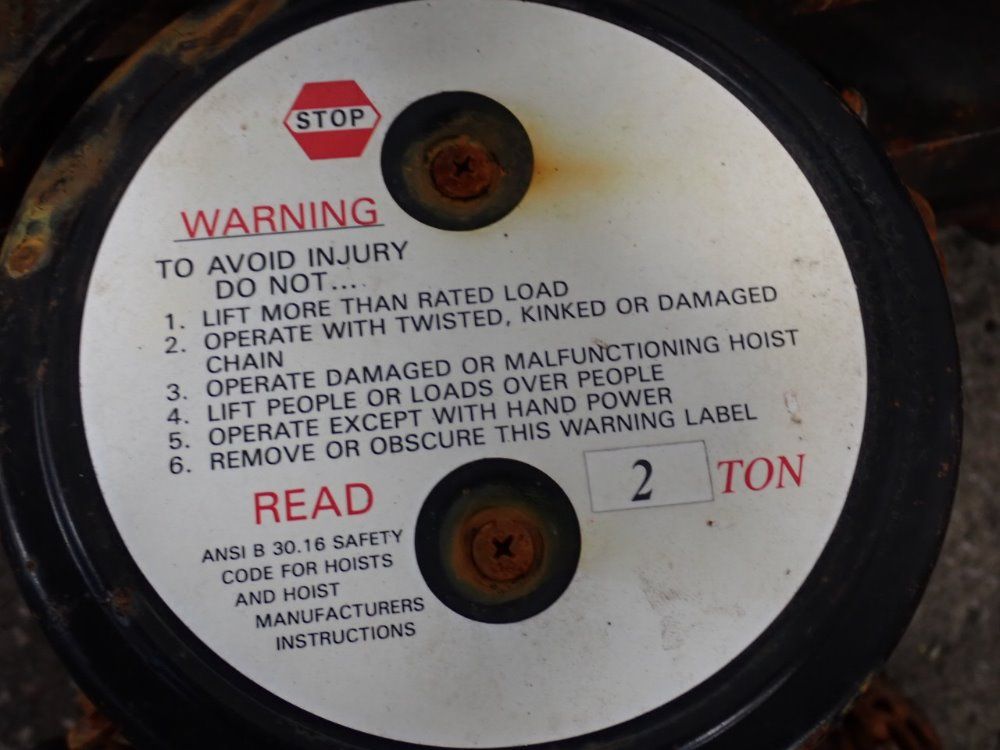 STOP
WARNING
TO AVOID INJURY
DO NOT....
1. LIFT MORE THAN RATED LOAD
2. OPERATE WITH TWISTED, KINKED OR DAMAGED
CHAIN
3. OPERATE DAMAGED OR MALFUNCTIONING HOIST
4. LIFT PEOPLE OR LOADS OVER PEOPLE
5. OPERATE EXCEPT WITH HAND POWER
6. REMOVE OR OBSCURE THIS WARNING LABEL
2 TON
READ
ANSI B 30.16 SAFETY
CODE FOR HOISTS
AND HOIST
MANUFACTURERS
INSTRUCTIONS